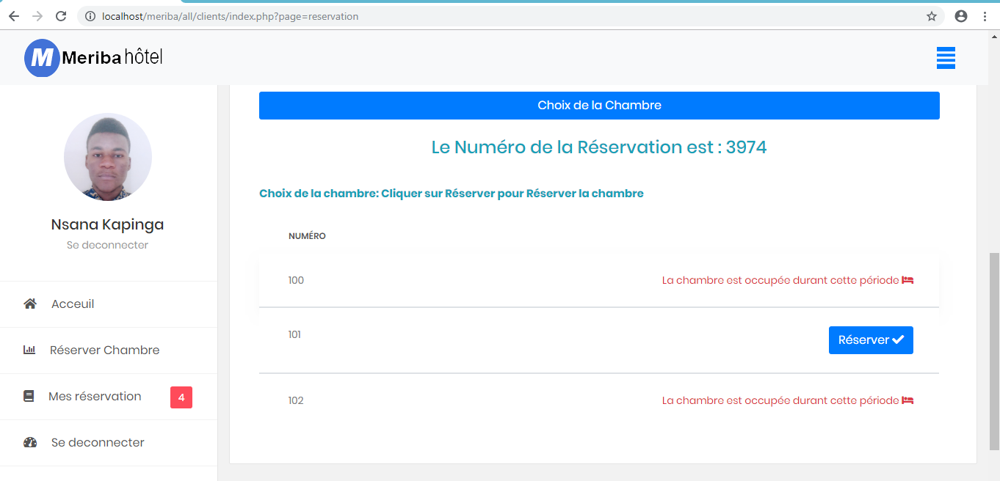 localhost/meriba/all/clients/index.php?page=reservation
M Meriba hôtel
Choix de la Chambre
Le Numéro de la Réservation est : 3974
Choix de la chambre: Cliquer sur Réserver pour Réserver la chambre
NUMÉRO
100 La chambre est occupée durant cette période
101 Réserver
102 La chambre est occupée durant cette période
Nsana Kapinga
Se deconnecter
Acceuil
Réserver Chambre
Mes réservation 4
Se deconnecter